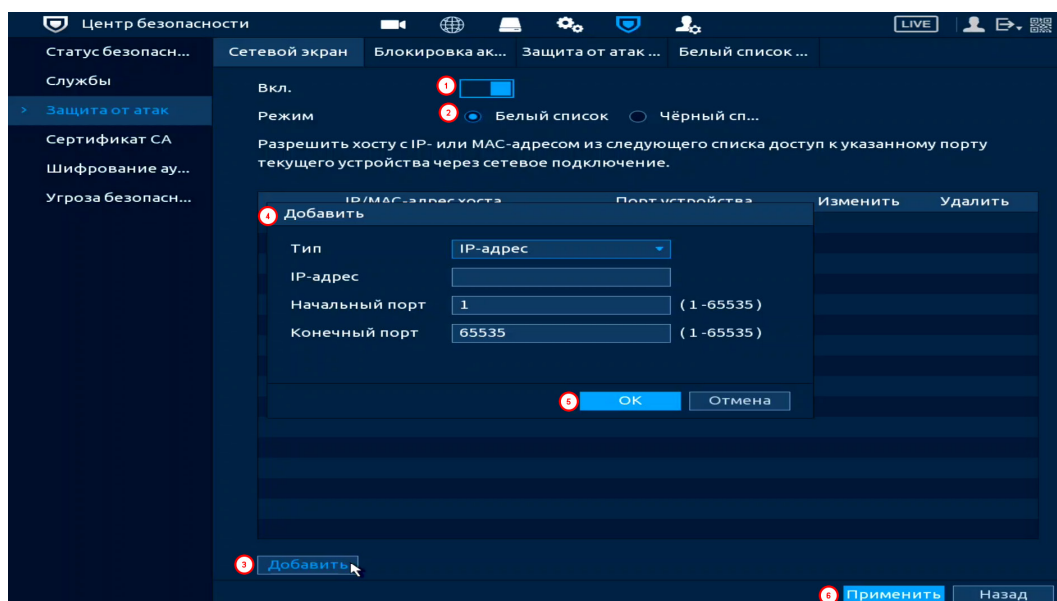 Центр безопасности
LIVE
Статус безопасн...
Службы
Защита от атак
Сертификат CA
Шифрование ау...
Угроза безопасн...
Сетевой экран
Блокировка ак...
Защита от атак ...
Белый список ...
Вкл.
1
Режим
2
Белый список
Чёрный сп...
Разрешить хосту с IP- или MAC-адресом из следующего списка доступ к указанному порту
текущего устройства через сетевое подключение.
IP/MAC-адрес хоста
Порт устройства
Изменить
Удалить
4
Добавить
Тип
IP-адрес
IP-адрес
Начальный порт
1
(1-65535)
Конечный порт
65535
(1-65535)
5
OK
Отмена
3
Добавить
6
Применить
Назад